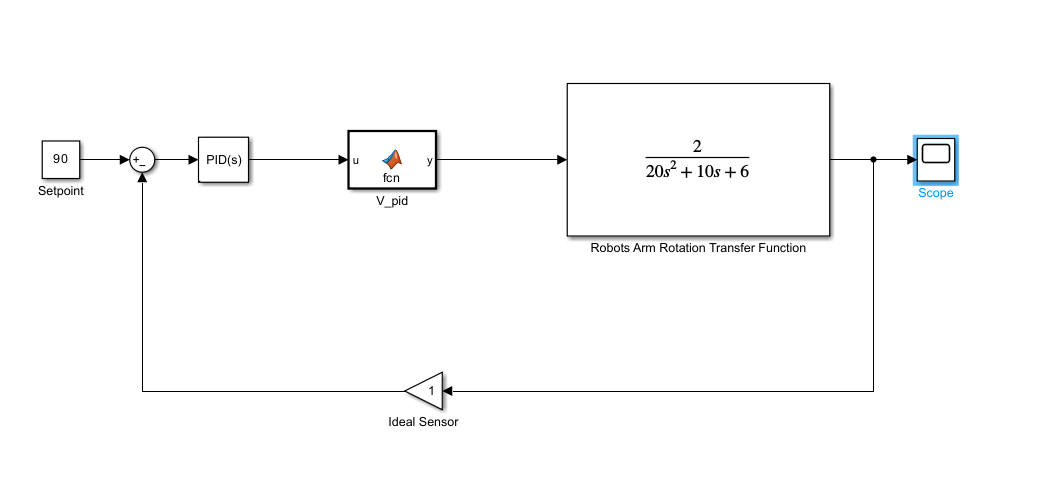 90
Setpoint
+
−
PID(s)
u
fcn
y
V_pid
2
20s² + 10s + 6
Robots Arm Rotation Transfer Function
Scope
1
Ideal Sensor